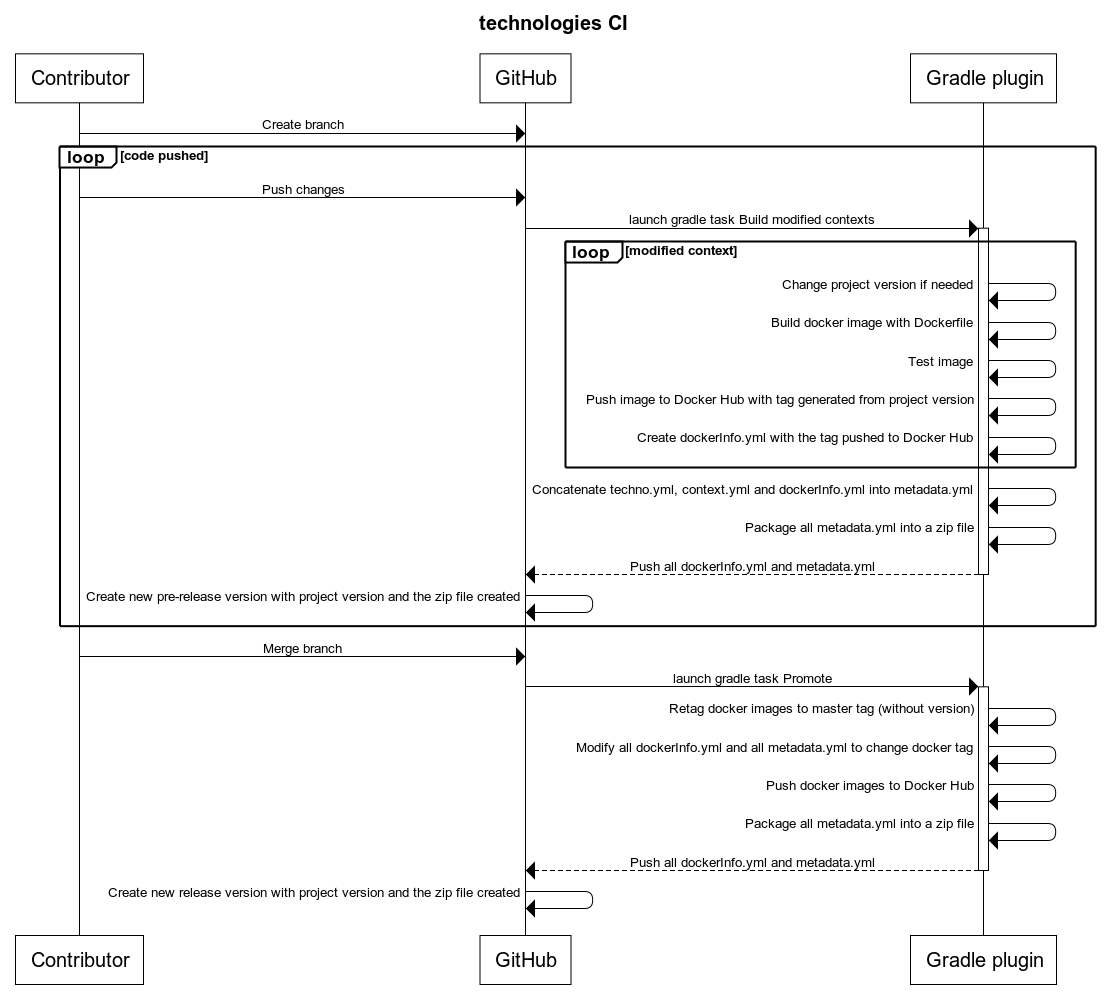 technologies CI
Contributor
GitHub
Gradle plugin
Create branch
loop [code pushed]
Push changes
launch gradle task Build modified contexts
loop [modified context]
Change project version if needed
Build docker image with Dockerfile
Test image
Push image to Docker Hub with tag generated from project version
Create dockerInfo.yml with the tag pushed to Docker Hub
Concatenate techno.yml, context.yml and dockerInfo.yml into metadata.yml
Package all metadata.yml into a zip file
Push all dockerInfo.yml and metadata.yml
Create new pre-release version with project version and the zip file created
Merge branch
launch gradle task Promote
Retag docker images to master tag (without version)
Modify all dockerInfo.yml and all metadata.yml to change docker tag
Push docker images to Docker Hub
Package all metadata.yml into a zip file
Push all dockerInfo.yml and metadata.yml
Create new release version with project version and the zip file created
Contributor
GitHub
Gradle plugin